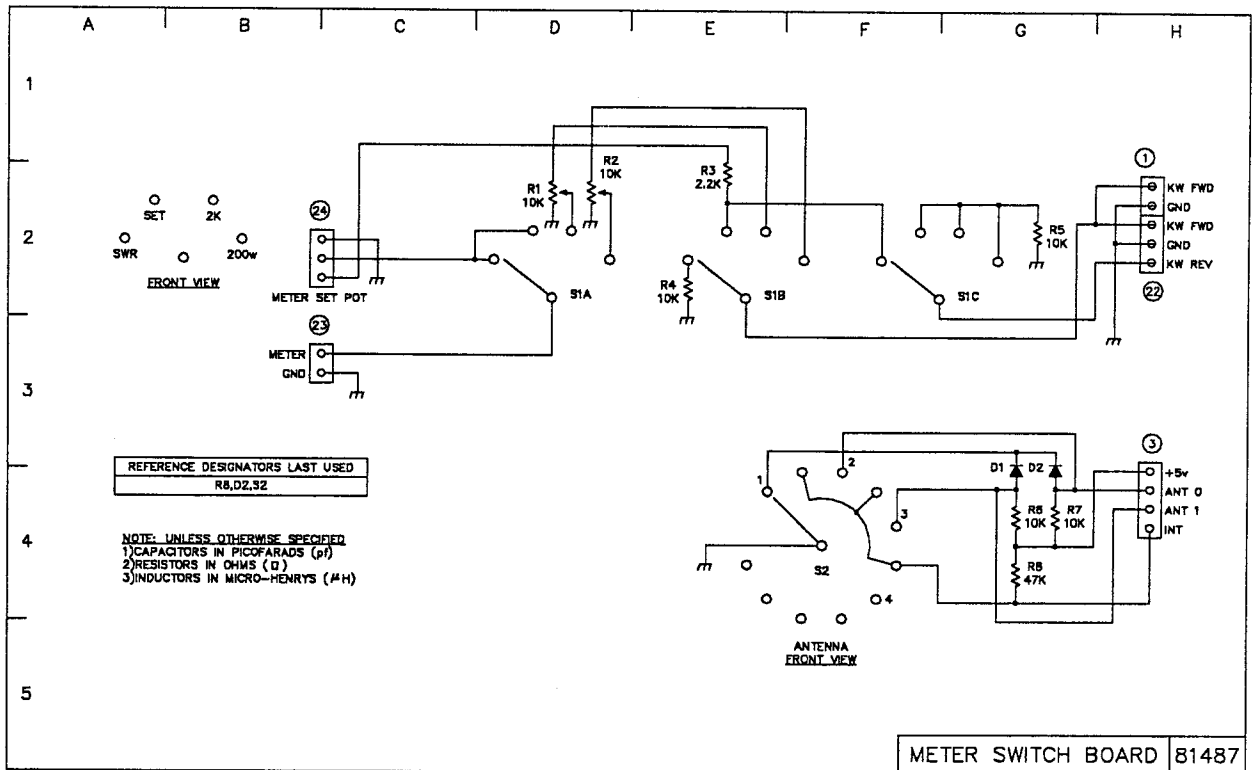 A B C D E F G H
1
2
3
4
5
SET
2K
SWR
200w
FRONT VIEW
24
METER SET POT
23
METER
GND
R1
10K
R2
10K
R3
2.2K
R4
10K
R5
10K
S1A
S1B
S1C
1
KW FWD
GND
KW FWD
GND
KW REV
22
REFERENCE DESIGNATORS LAST USED
R8,D2,S2
NOTE: UNLESS OTHERWISE SPECIFIED
1)CAPACITORS IN PICOFARADS (pf)
2)RESISTORS IN OHMS (Ω)
3)INDUCTORS IN MICRO-HENRYS (µH)
1
2
3
4
S2
ANTENNA
FRONT VIEW
D1
D2
R6
10K
R7
10K
R8
47K
3
+5v
ANT 0
ANT 1
INT
METER SWITCH BOARD 81487